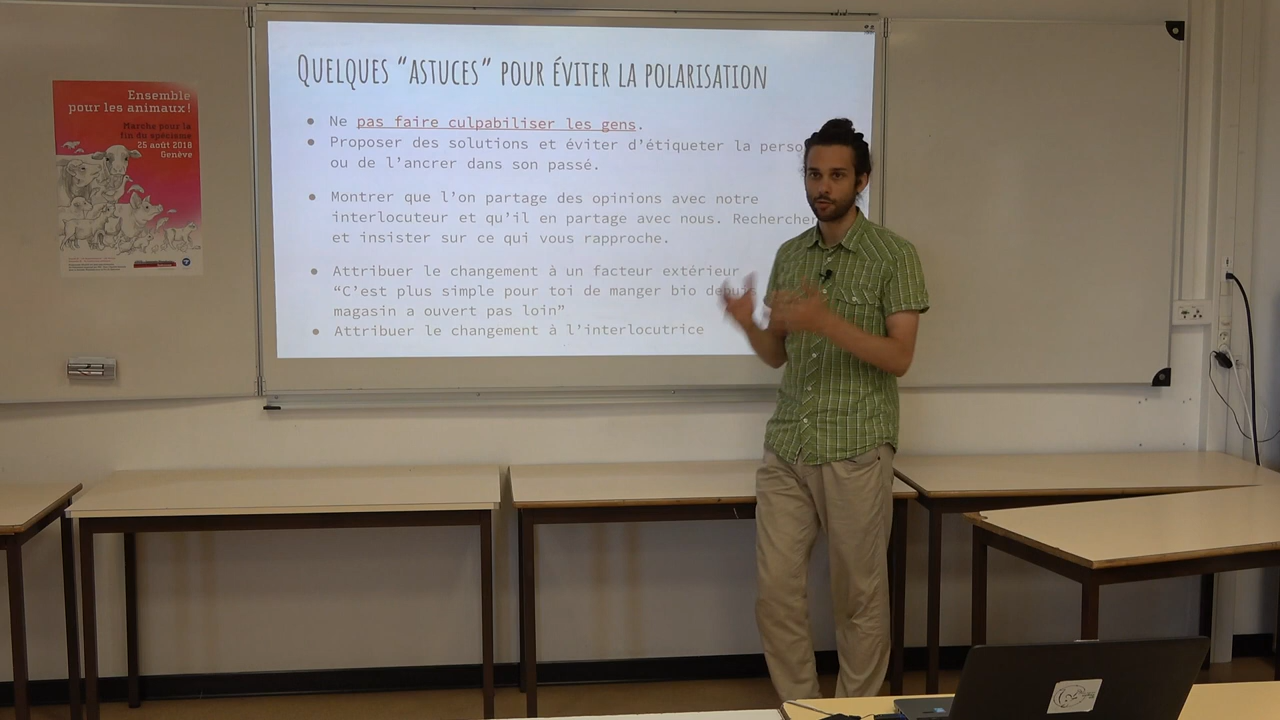 Ensemble
pour les animaux!
Marche pour la
fin du spécisme
25 août 2018
Genève
Quelques “astuces” pour éviter la polarisation
Ne pas faire culpabiliser les gens.
Proposer des solutions et éviter d’étiqueter la perso
ou de l’ancrer dans son passé.
Montrer que l’on partage des opinions avec notre
interlocuteur et qu’il en partage avec nous. Rechercher
et insister sur ce qui vous rapproche.
Attribuer le changement à un facteur extérieur
“C’est plus simple pour toi de manger bio depuis
magasin a ouvert pas loin”
Attribuer le changement à l’interlocutrice